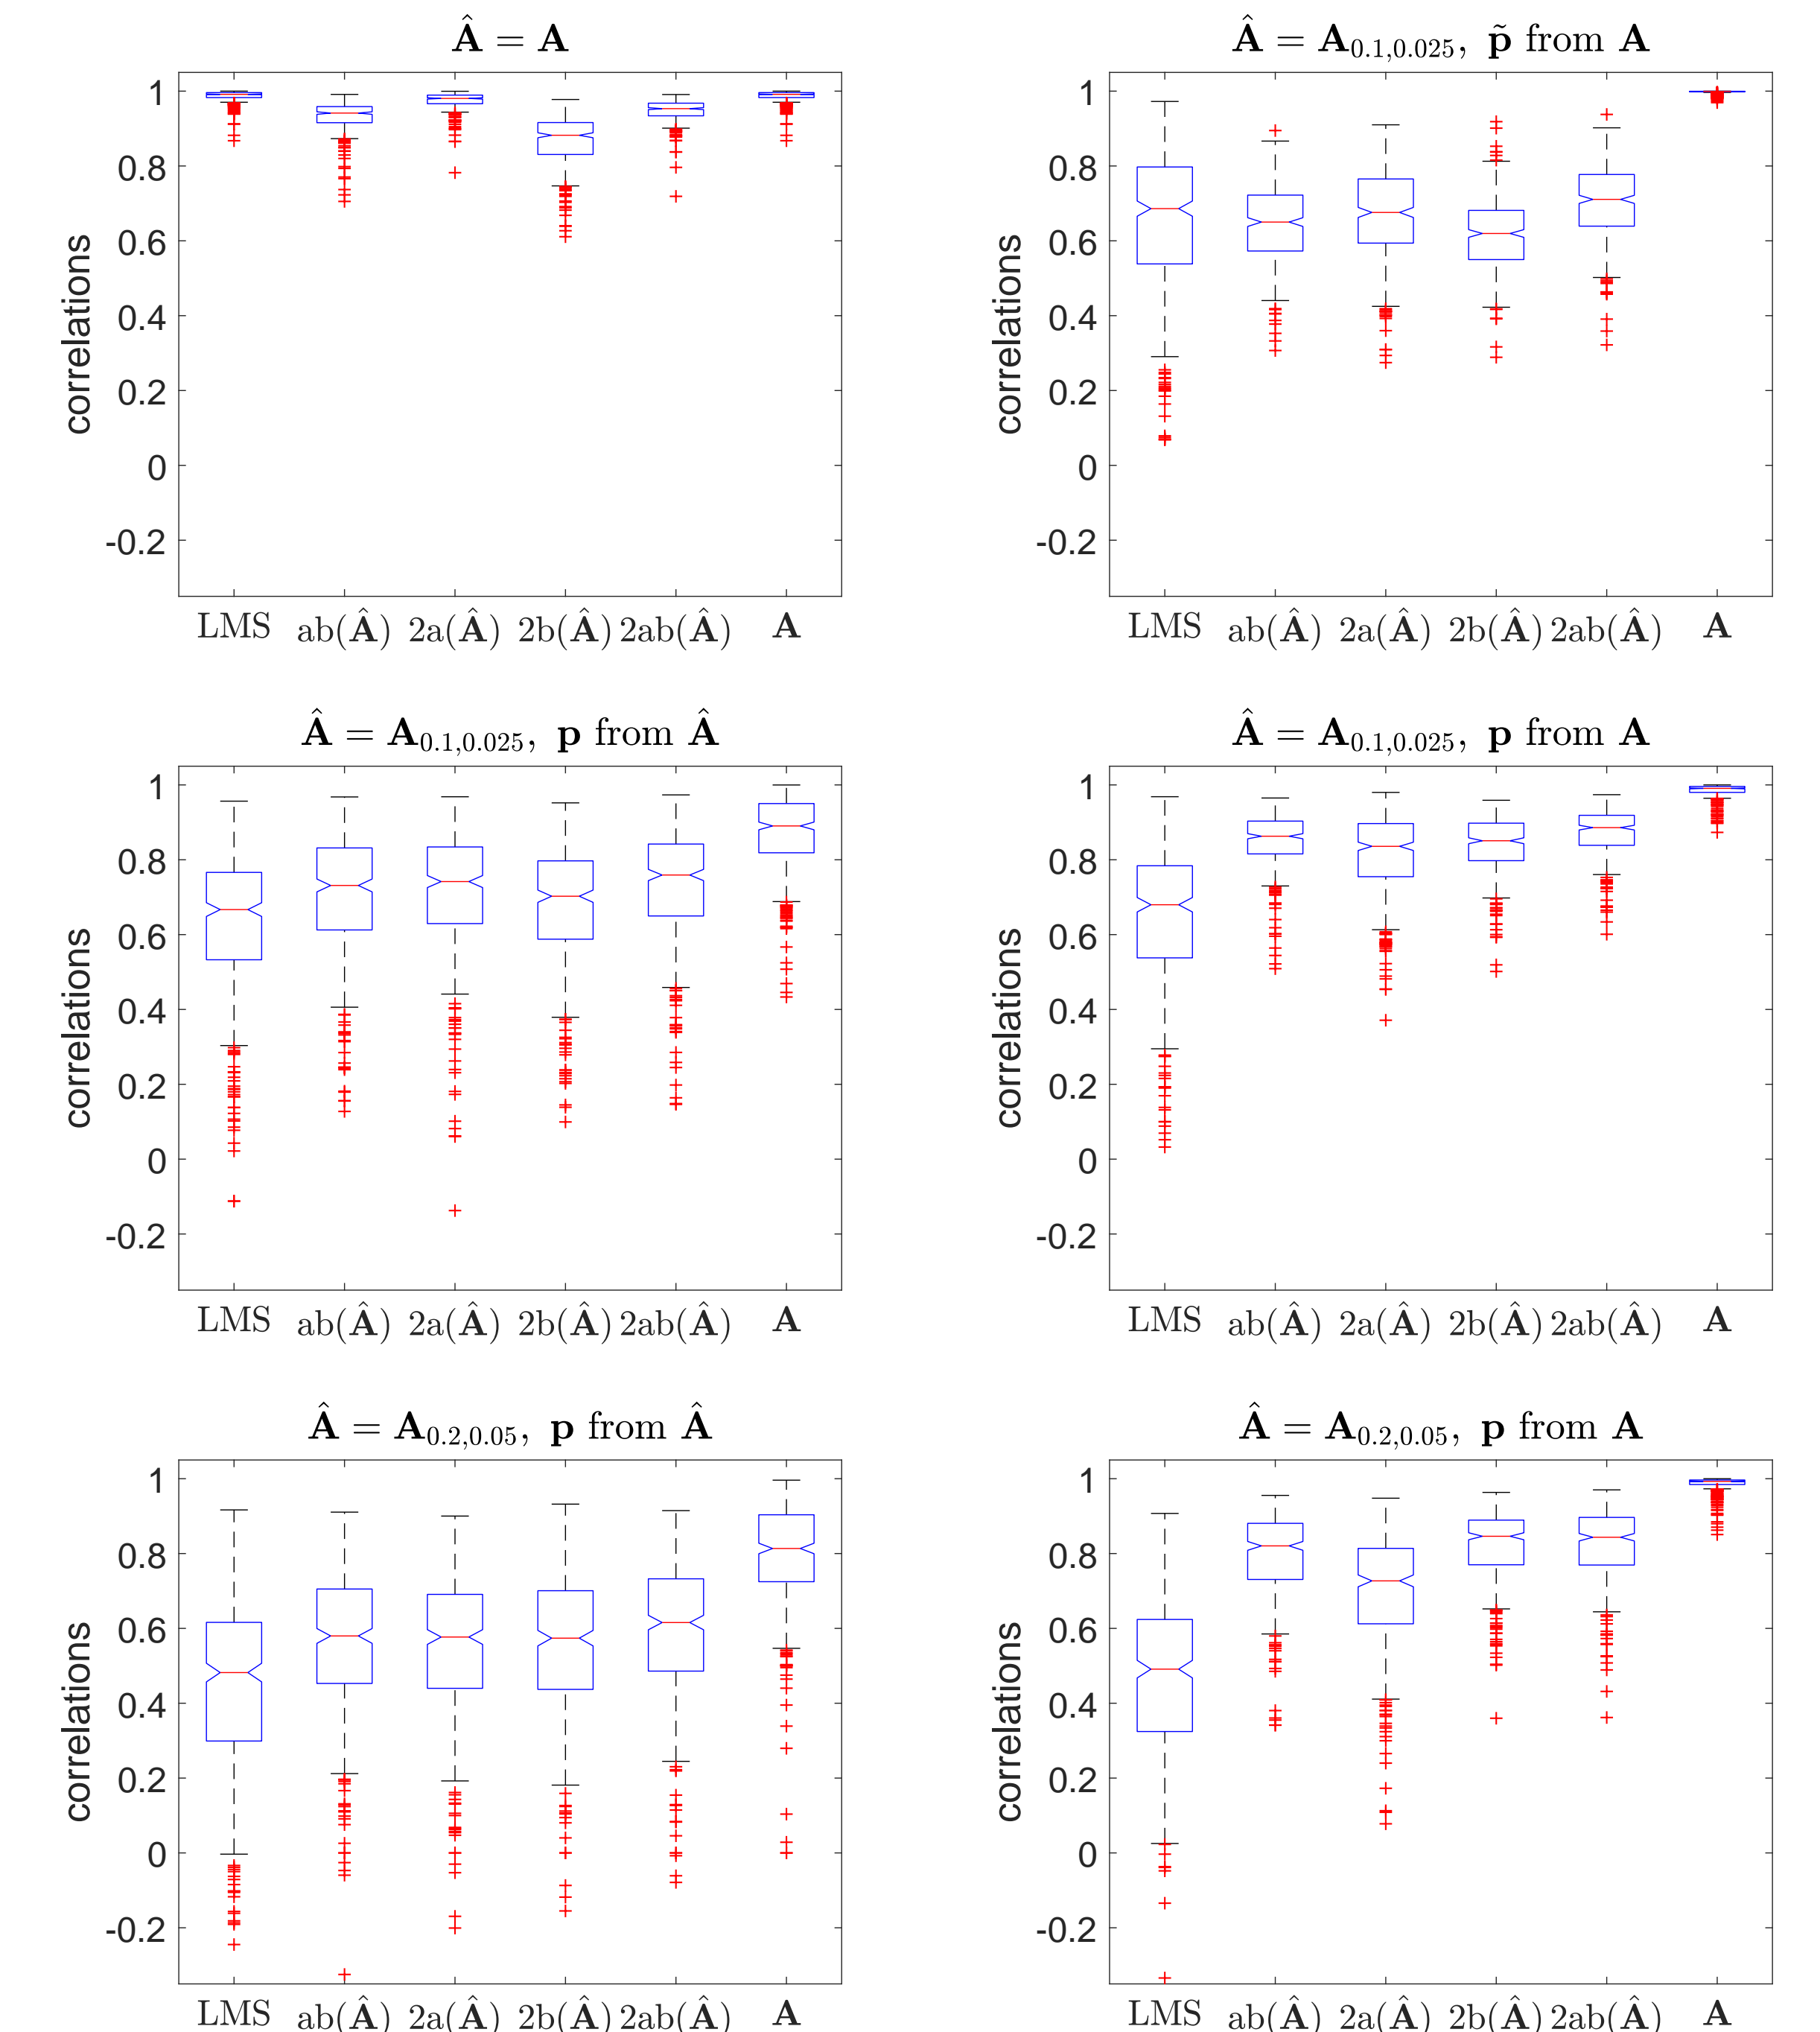 Â = A
1
0.8
0.6
0.4
0.2
0
-0.2
correlations
LMS ab(Â) 2a(Â) 2b(Â) 2ab(Â) A
Â = A₀.₁,₀.₀₂₅, p̃ from A
1
0.8
0.6
0.4
0.2
0
-0.2
correlations
LMS ab(Â) 2a(Â) 2b(Â) 2ab(Â) A
Â = A₀.₁,₀.₀₂₅, p from Â
1
0.8
0.6
0.4
0.2
0
-0.2
correlations
LMS ab(Â) 2a(Â) 2b(Â) 2ab(Â) A
Â = A₀.₁,₀.₀₂₅, p from A
1
0.8
0.6
0.4
0.2
0
-0.2
correlations
LMS ab(Â) 2a(Â) 2b(Â) 2ab(Â) A
Â = A₀.₂,₀.₀₅, p from Â
1
0.8
0.6
0.4
0.2
0
-0.2
correlations
LMS ab(Â) 2a(Â) 2b(Â) 2ab(Â) A
Â = A₀.₂,₀.₀₅, p from A
1
0.8
0.6
0.4
0.2
0
-0.2
correlations
LMS ab(Â) 2a(Â) 2b(Â) 2ab(Â) A